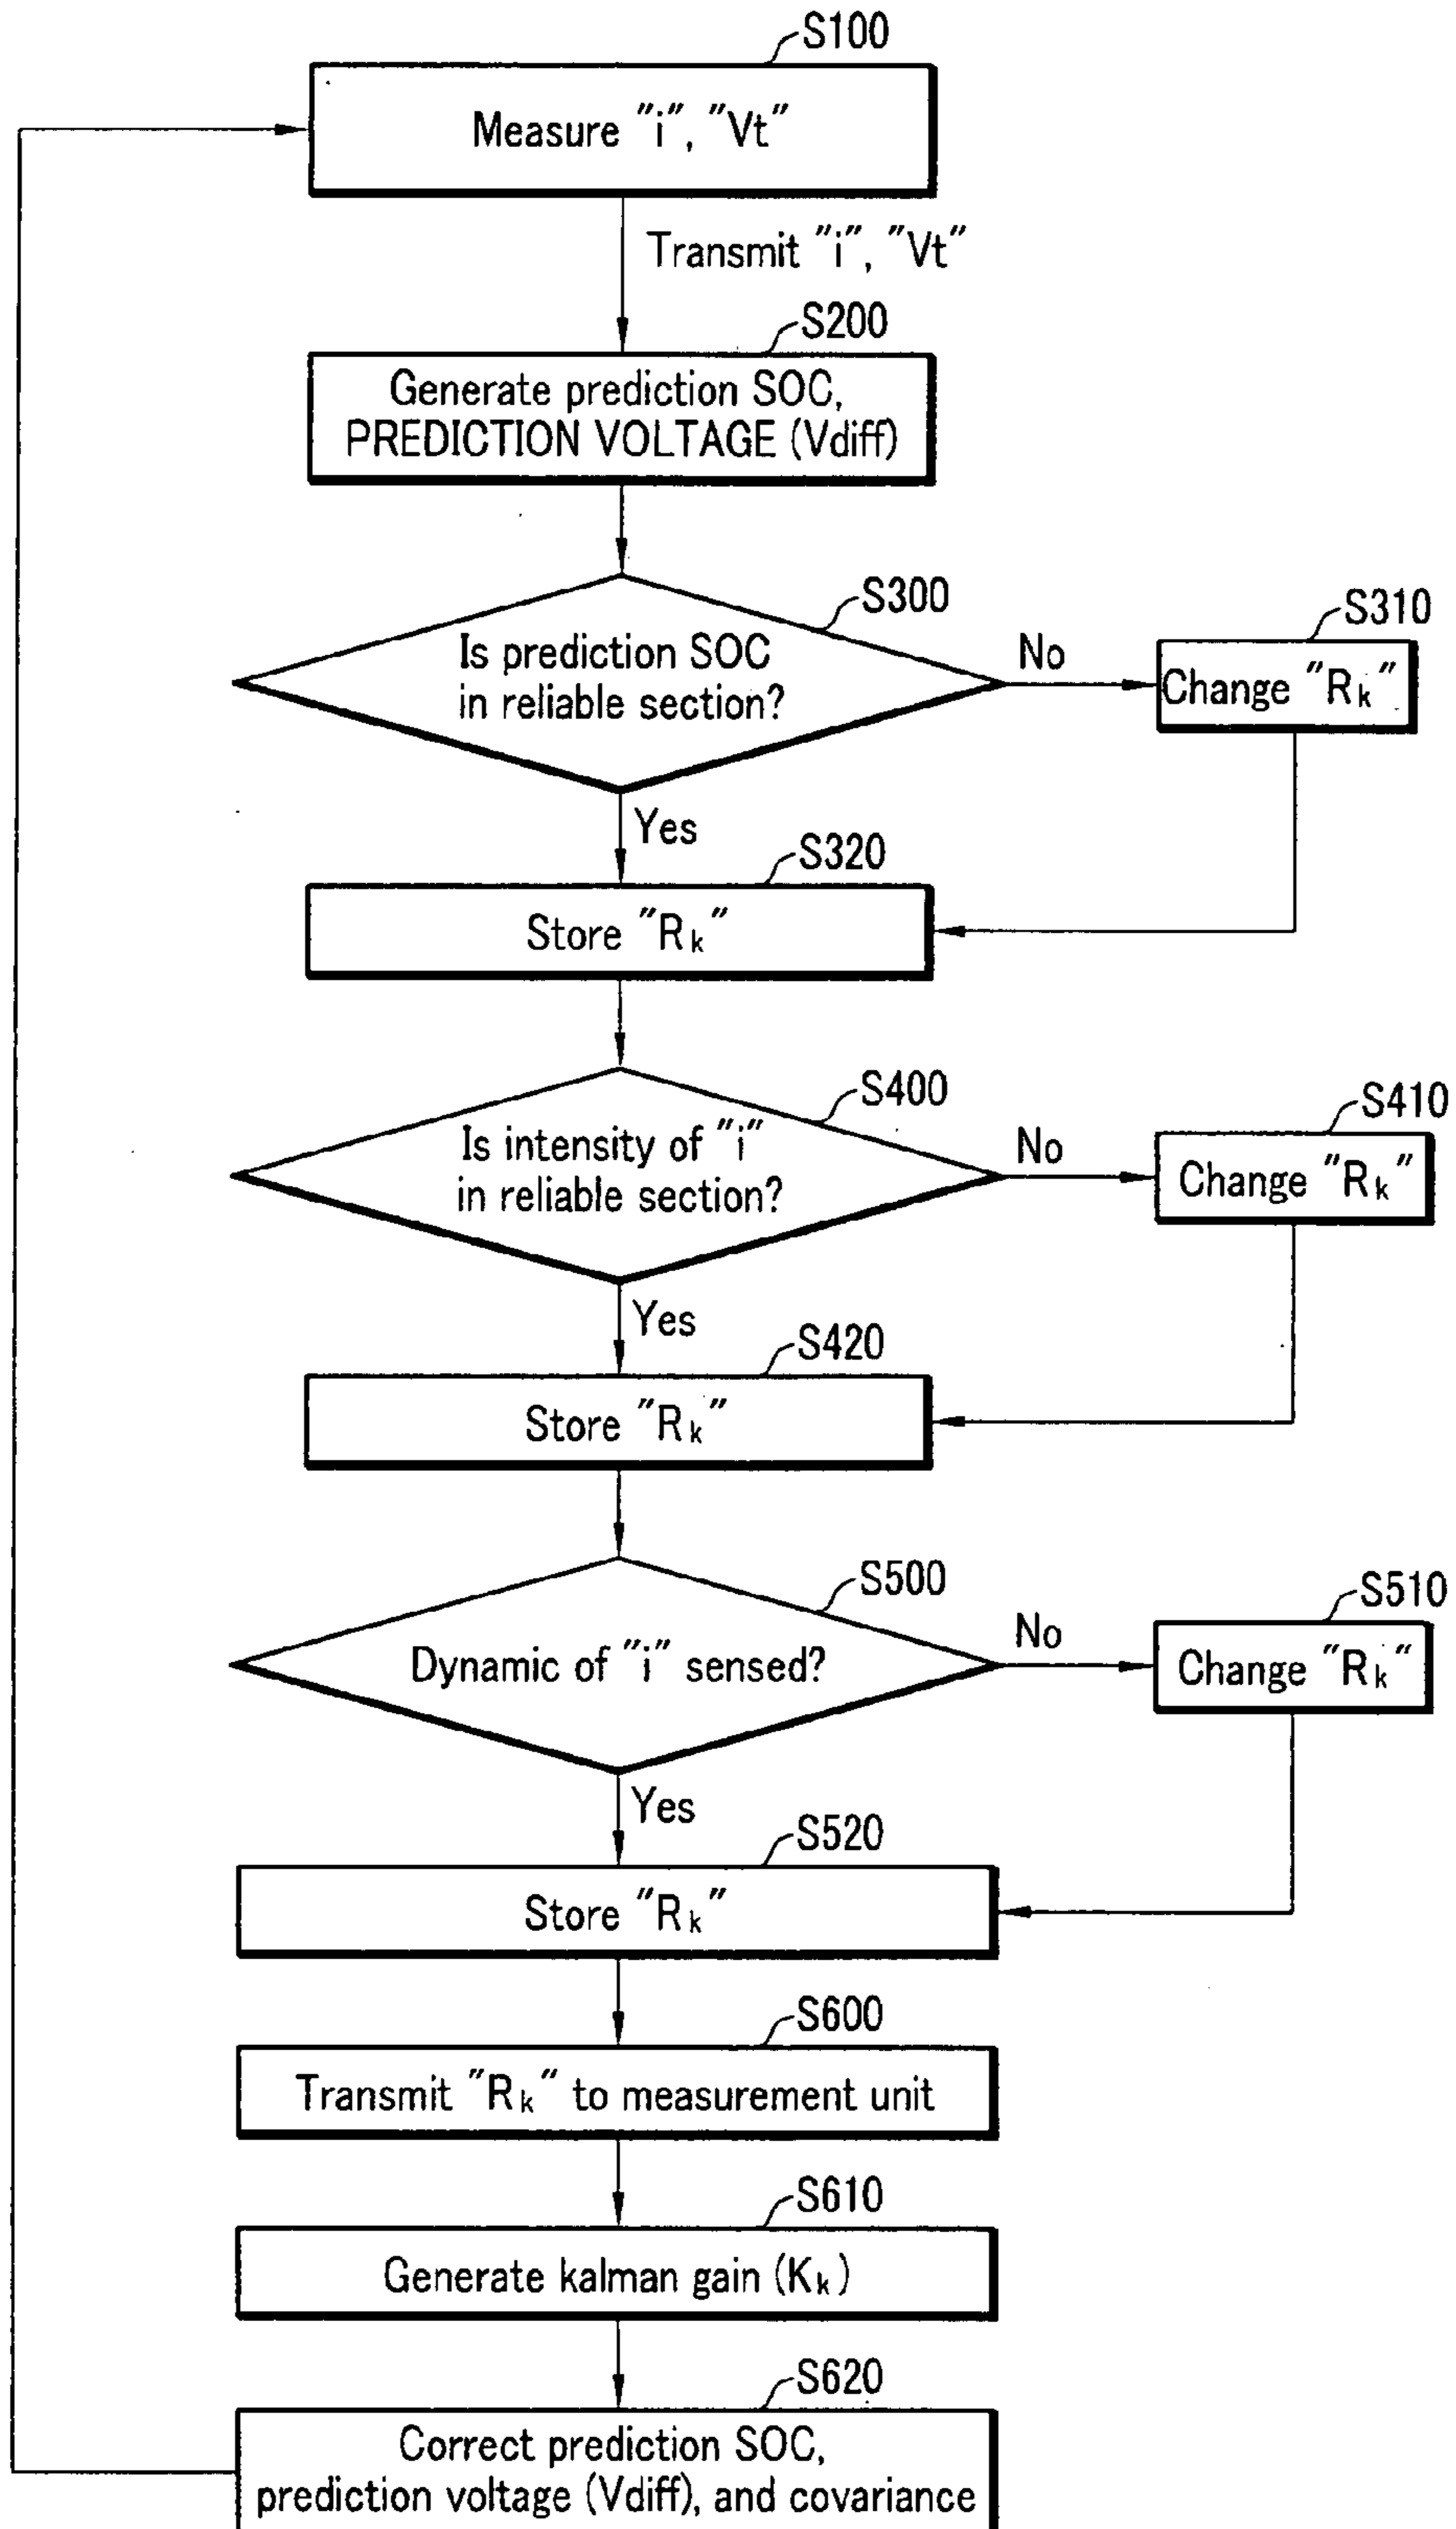 S100
Measure "i", "Vt"
Transmit "i", "Vt"
S200
Generate prediction SOC,
PREDICTION VOLTAGE (Vdiff)
S300
Is prediction SOC
in reliable section?
No
S310
Change "Rk"
Yes
S320
Store "Rk"
S400
Is intensity of "i"
in reliable section?
No
S410
Change "Rk"
Yes
S420
Store "Rk"
S500
Dynamic of "i" sensed?
No
S510
Change "Rk"
Yes
S520
Store "Rk"
S600
Transmit "Rk" to measurement unit
S610
Generate kalman gain (Kk)
S620
Correct prediction SOC,
prediction voltage (Vdiff), and covariance